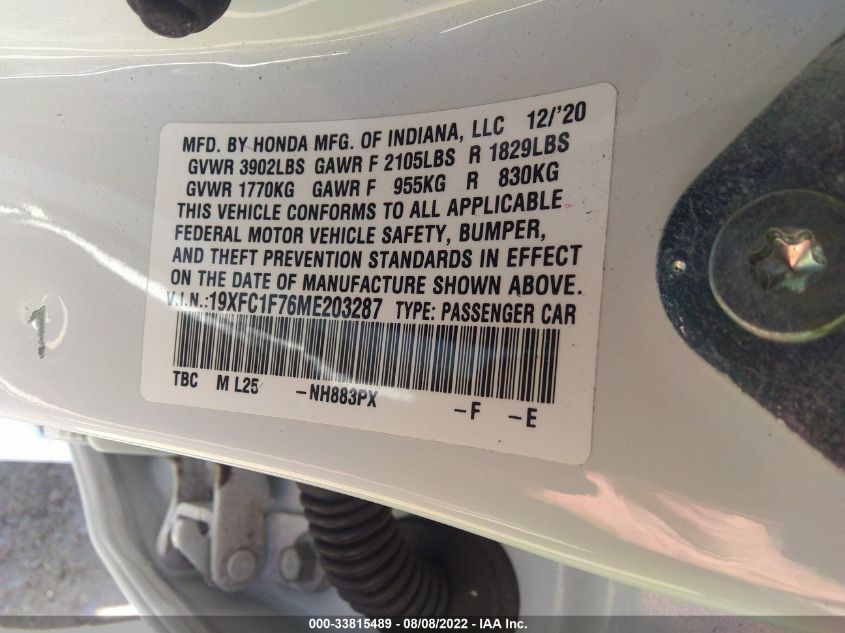 MFD. BY HONDA MFG. OF INDIANA, LLC 12/'20
GVWR 3902LBS GAWR F 2105LBS R 1829LBS
GVWR 1770KG GAWR F 955KG R 830KG
THIS VEHICLE CONFORMS TO ALL APPLICABLE
FEDERAL MOTOR VEHICLE SAFETY, BUMPER,
AND THEFT PREVENTION STANDARDS IN EFFECT
ON THE DATE OF MANUFACTURE SHOWN ABOVE.
V.I.N.:19XFC1F76ME203287 TYPE: PASSENGER CAR
TBC M L25 -NH883PX -F -E
1
000-33815489 - 08/08/2022 - IAA Inc.